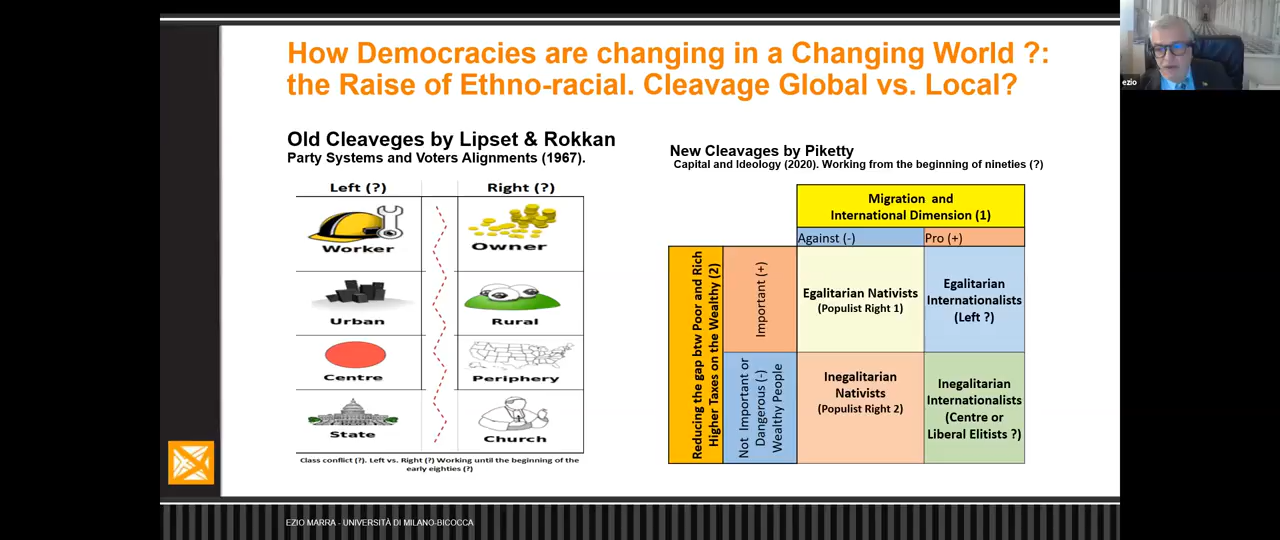 How Democracies are changing in a Changing World ?:
the Raise of Ethno-racial. Cleavage Global vs. Local?
Old Cleaveges by Lipset & Rokkan
Party Systems and Voters Alignments (1967).
Left (?)
Right (?)
Worker
Owner
Urban
Rural
Centre
Periphery
State
Church
Class conflict (?). Left vs. Right (?) Working until the beginning of the
early eighties (?)
New Cleavages by Piketty
Capital and Ideology (2020). Working from the beginning of nineties (?)
Migration and
International Dimension (1)
Against (-)
Pro (+)
Reducing the gap btw Poor and Rich
Higher Taxes on the Wealthy (2)
Important (+)
Egalitarian Nativists
(Populist Right 1)
Egalitarian
Internationalists
(Left ?)
Not Important or
Dangerous (-)
Wealthy People
Inegalitarian
Nativists
(Populist Right 2)
Inegalitarian
Internationalists
(Centre or
Liberal Elitists ?)
EZIO MARRA - UNIVERSITÀ DI MILANO-BICOCCA
ezio